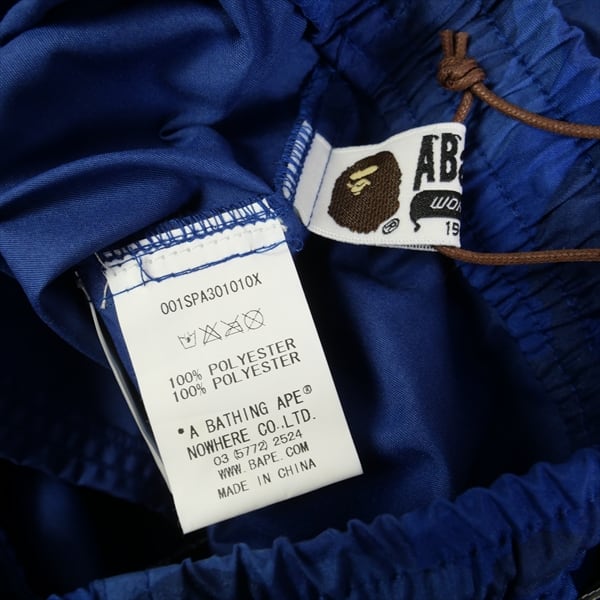 AB
WO
19
®
001SPA301010X
100% POLYESTER
100% POLYESTER
*A BATHING APE®
NOWHERE CO.,LTD.
03 (5772) 2524
WWW.BAPE.COM
MADE IN CHINA